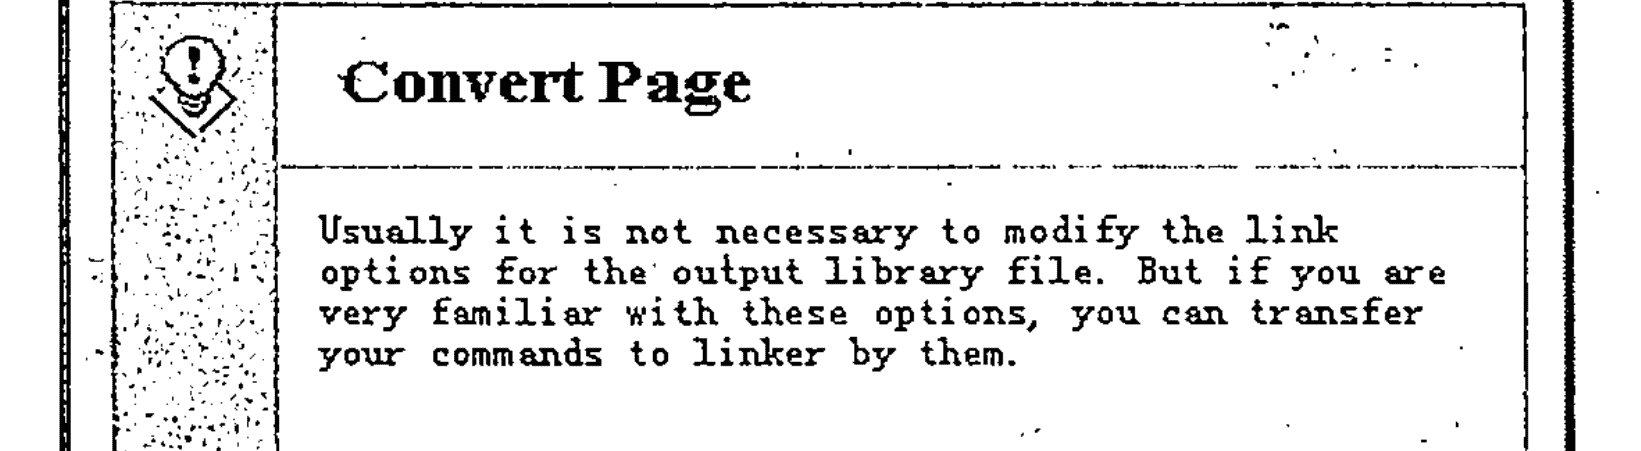 Convert Page
Usually it is not necessary to modify the link
options for the output library file. But if you are
very familiar with these options, you can transfer
your commands to linker by them.